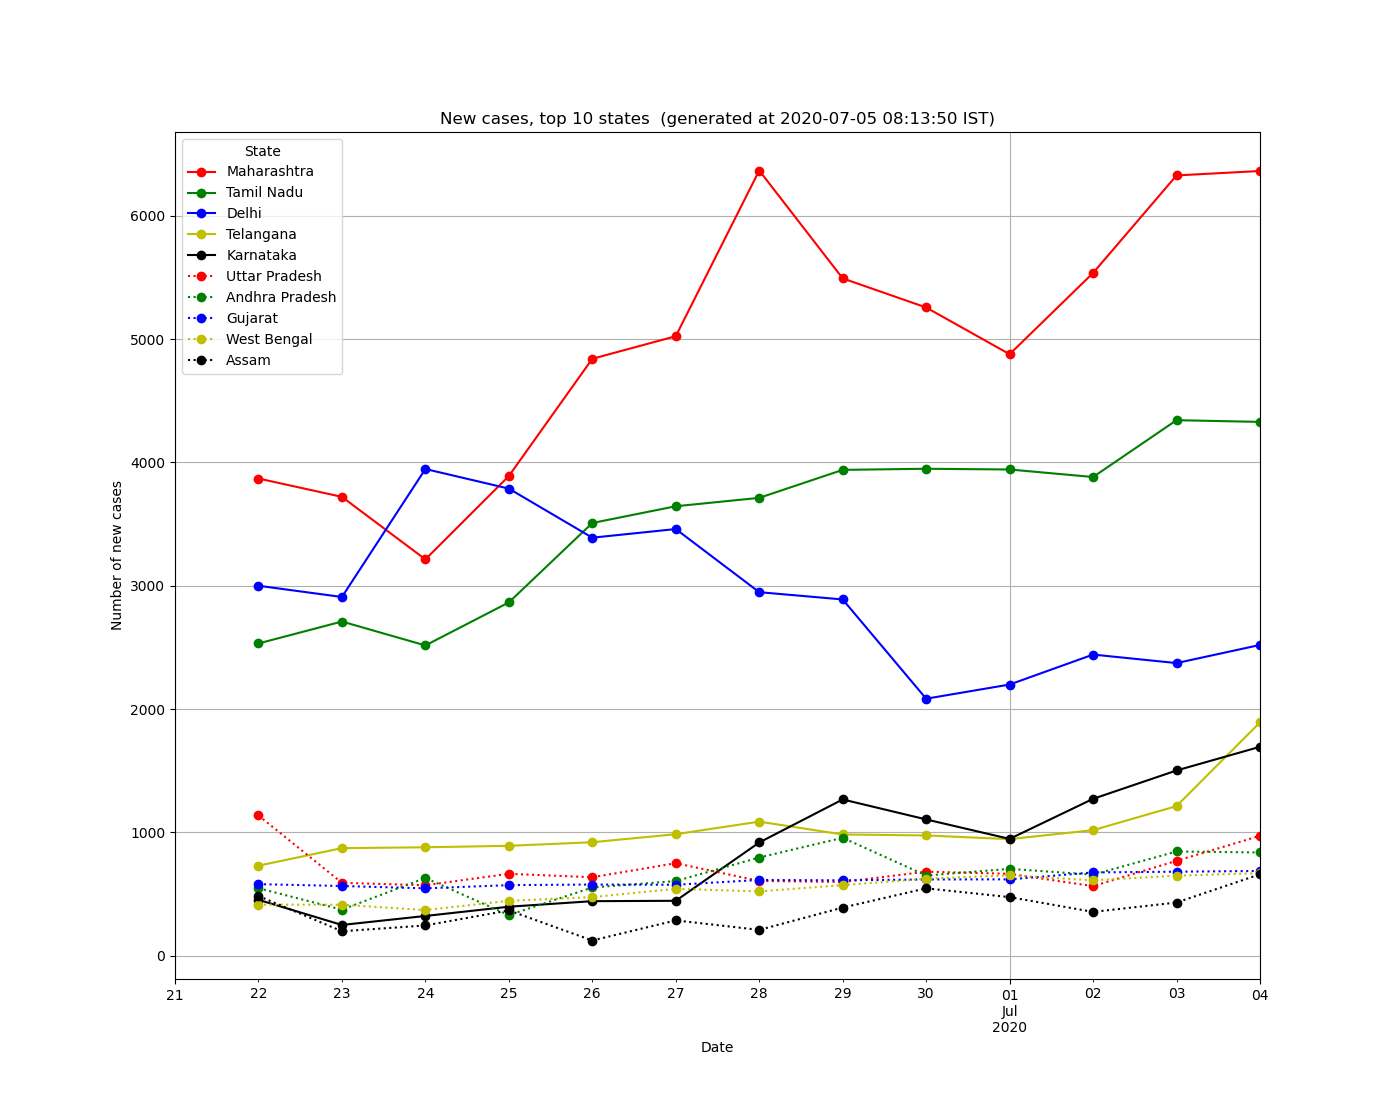 New cases, top 10 states  (generated at 2020-07-05 08:13:50 IST)
State
Maharashtra
Tamil Nadu
Delhi
Telangana
Karnataka
Uttar Pradesh
Andhra Pradesh
Gujarat
West Bengal
Assam
6000
5000
4000
3000
2000
1000
0
Number of new cases
21 22 23 24 25 26 27 28 29 30 01 02 03 04
Jul
2020
Date